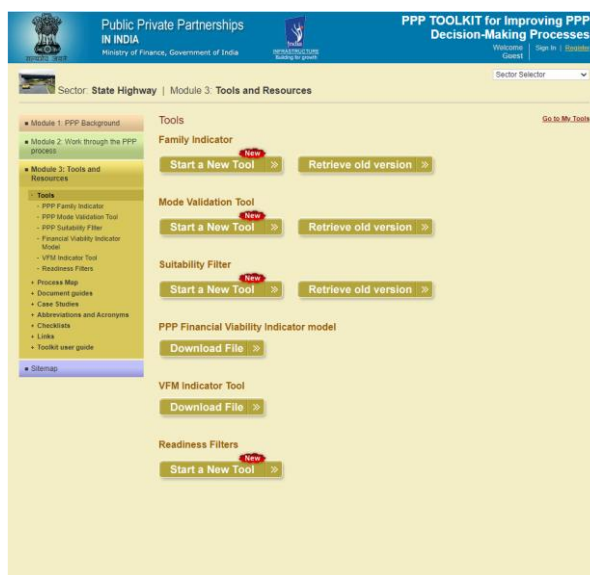 Public Private Partnerships
IN INDIA
Ministry of Finance, Government of India
सत्यमेव जयते
INFRASTRUCTURE
Building for growth
PPP TOOLKIT for Improving PPP
Decision-Making Processes
Welcome
Guest
Sign In | Register
Sector Selector
Sector: State Highway | Module 3: Tools and Resources
Module 1: PPP Background
Module 2: Work through the PPP
process
Module 3: Tools and
Resources
Tools
PPP Family Indicator
PPP Mode Validation Tool
PPP Suitability Filter
Financial Viability Indicator
Model
VFM Indicator Tool
Readiness Filters
Process Map
Document guides
Case Studies
Abbreviations and Acronyms
Checklists
Links
Toolkit user guide
Sitemap
Tools
Go to My Tools
Family Indicator
New
Start a New Tool » Retrieve old version »
Mode Validation Tool
New
Start a New Tool » Retrieve old version »
Suitability Filter
New
Start a New Tool » Retrieve old version »
PPP Financial Viability Indicator model
Download File »
VFM Indicator Tool
Download File »
Readiness Filters
New
Start a New Tool »